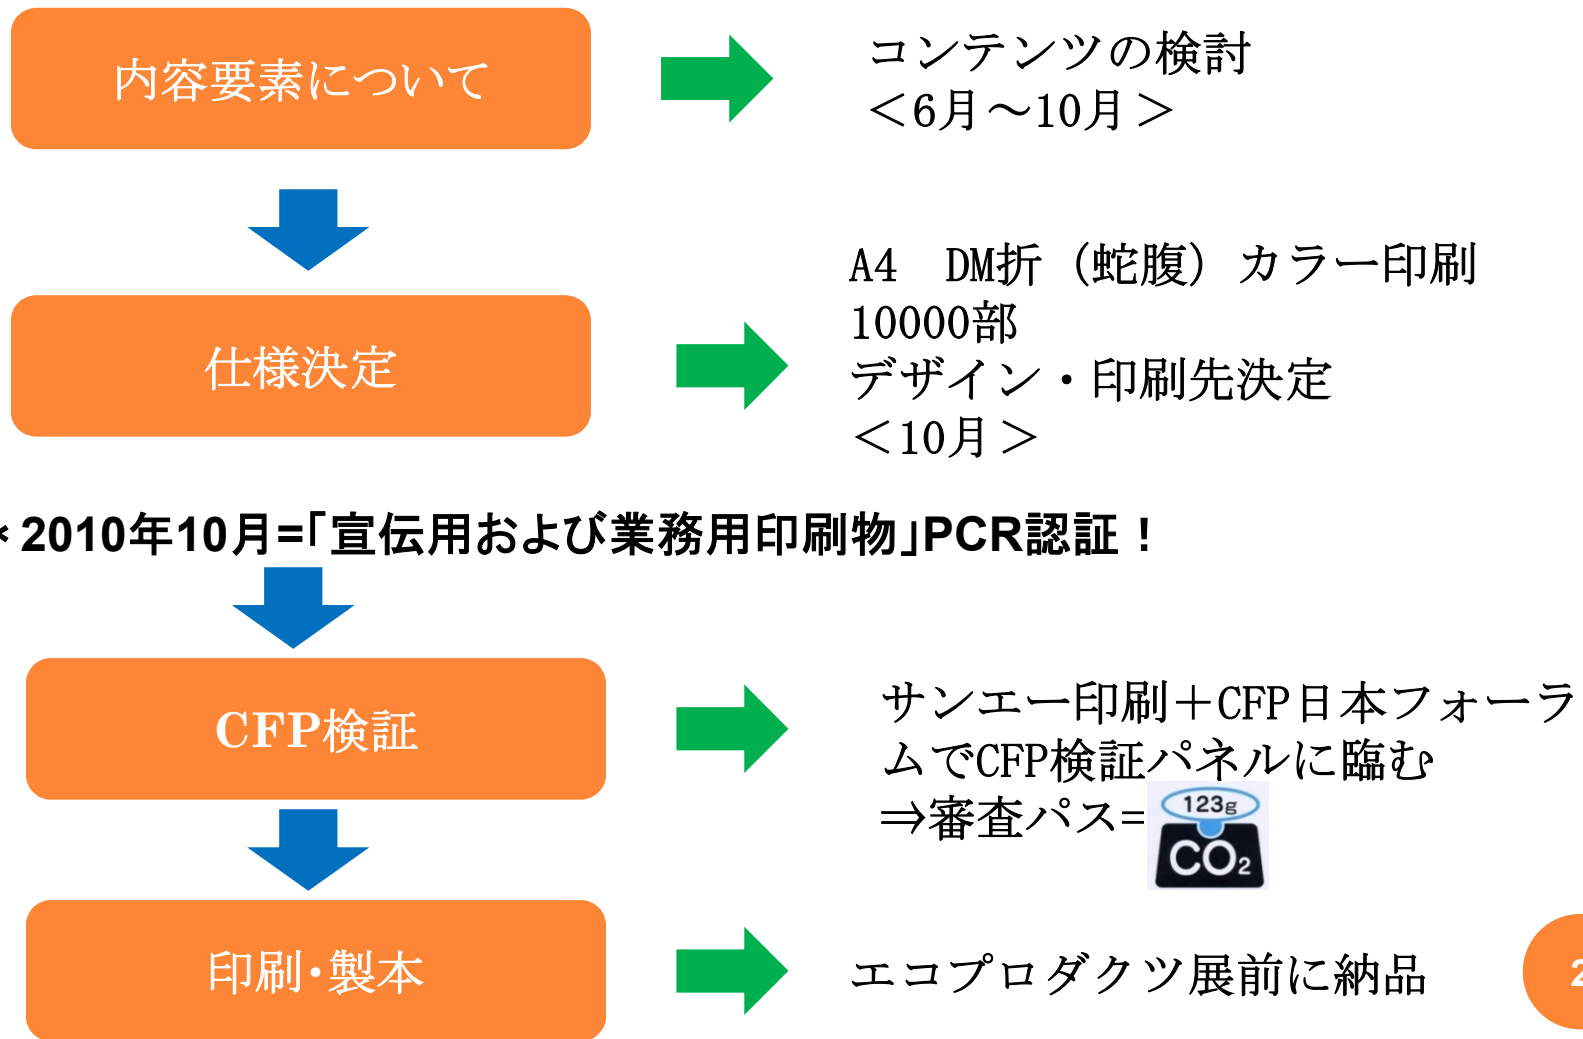 内容要素について
コンテンツの検討
＜6月～10月＞
A4　DM折（蛇腹）カラー印刷
10000部
デザイン・印刷先決定
＜10月＞
仕様決定
*2010年10月=「宣伝用および業務用印刷物」PCR認証！
CFP検証
サンエー印刷＋CFP日本フォーラ
ムでCFP検証パネルに臨む
⇒審査パス=
123g
CO₂
印刷・製本
エコプロダクツ展前に納品